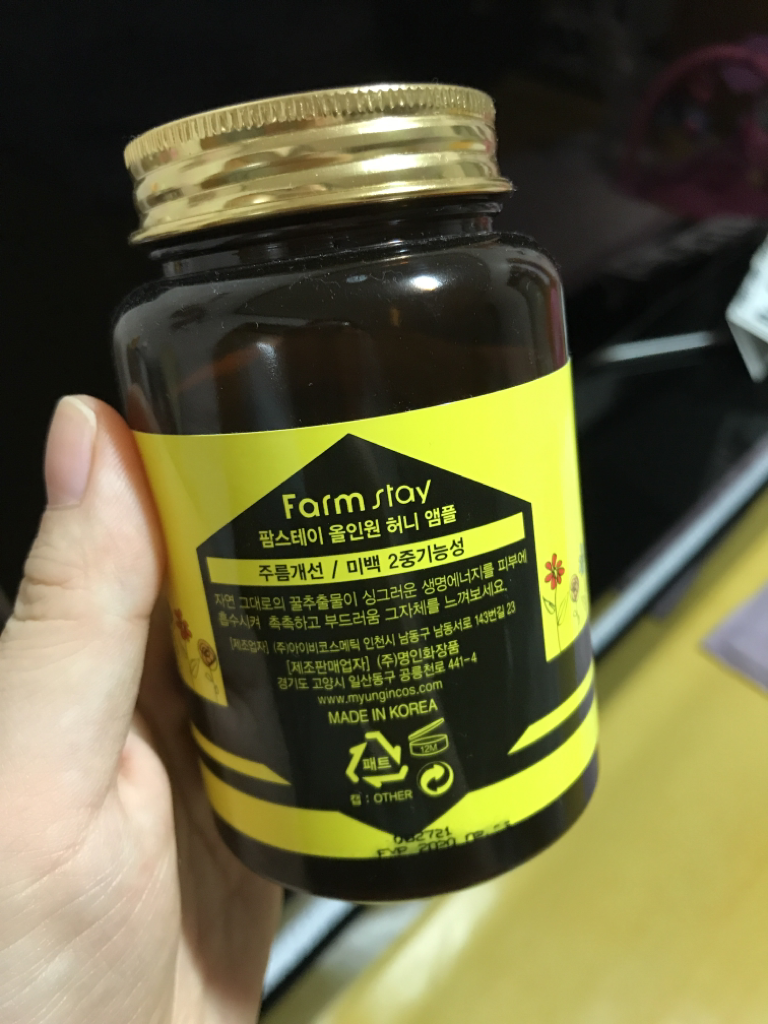 Farm stay
팜스테이 올인원 허니 앰플
주름개선 / 미백 2중기능성
자연 그대로의 꿀추출물이 싱그러운 생명에너지를 피부에
흡수시켜 촉촉하고 부드러움 그자체를 느껴보세요.
[제조업자] (주)아이비코스메틱 인천시 남동구 남동서로 143번길 23
[제조판매업자] (주)명인화장품
경기도 고양시 일산동구 공릉천로 441-4
www.myungincos.com
MADE IN KOREA
패트
12M
캡 : OTHER
EXP 2020